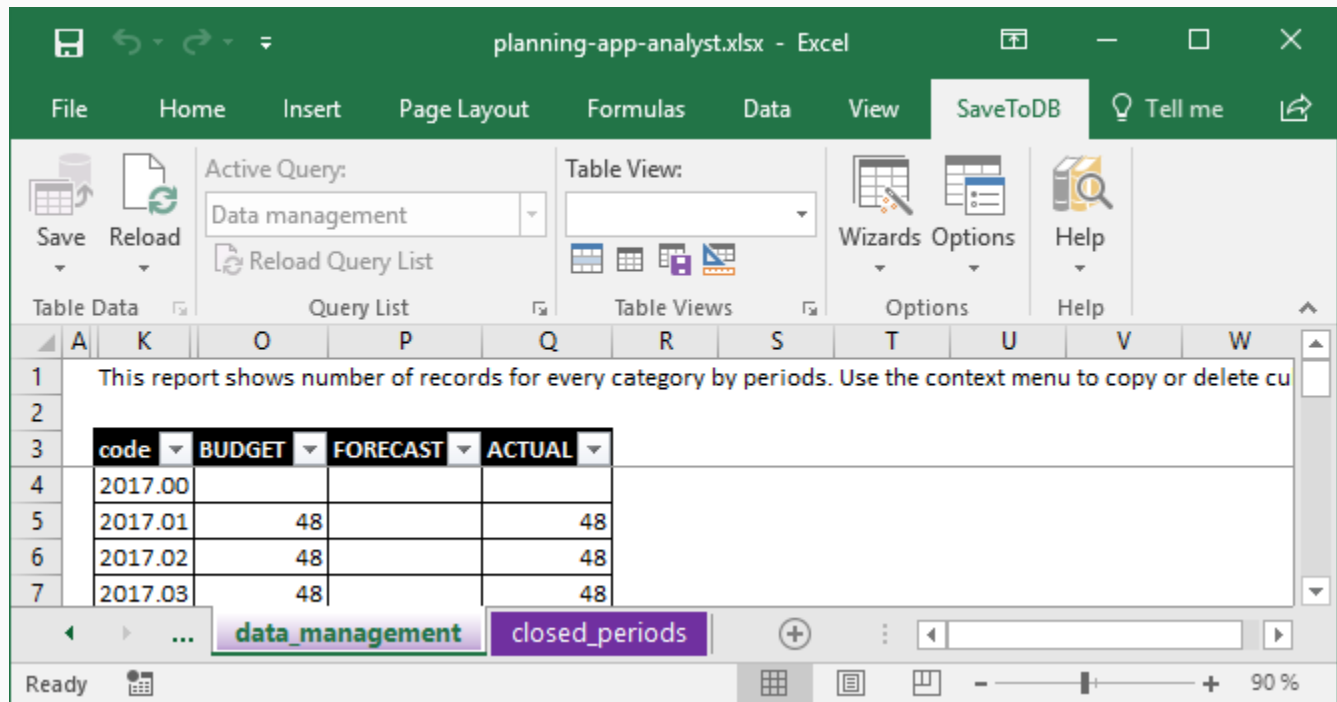 planning-app-analyst.xlsx - Excel
File Home Insert Page Layout Formulas Data View SaveToDB Tell me
Save
Reload
Active Query:
Data management
Reload Query List
Table View:
Wizards Options Help
Table Data Query List Table Views Options Help
A K O P Q R S T U V W
1 This report shows number of records for every category by periods. Use the context menu to copy or delete cu
2
3 code BUDGET FORECAST ACTUAL
4 2017.00
5 2017.01 48 48
6 2017.02 48 48
7 2017.03 48 48
... data_management closed_periods
Ready 90 %